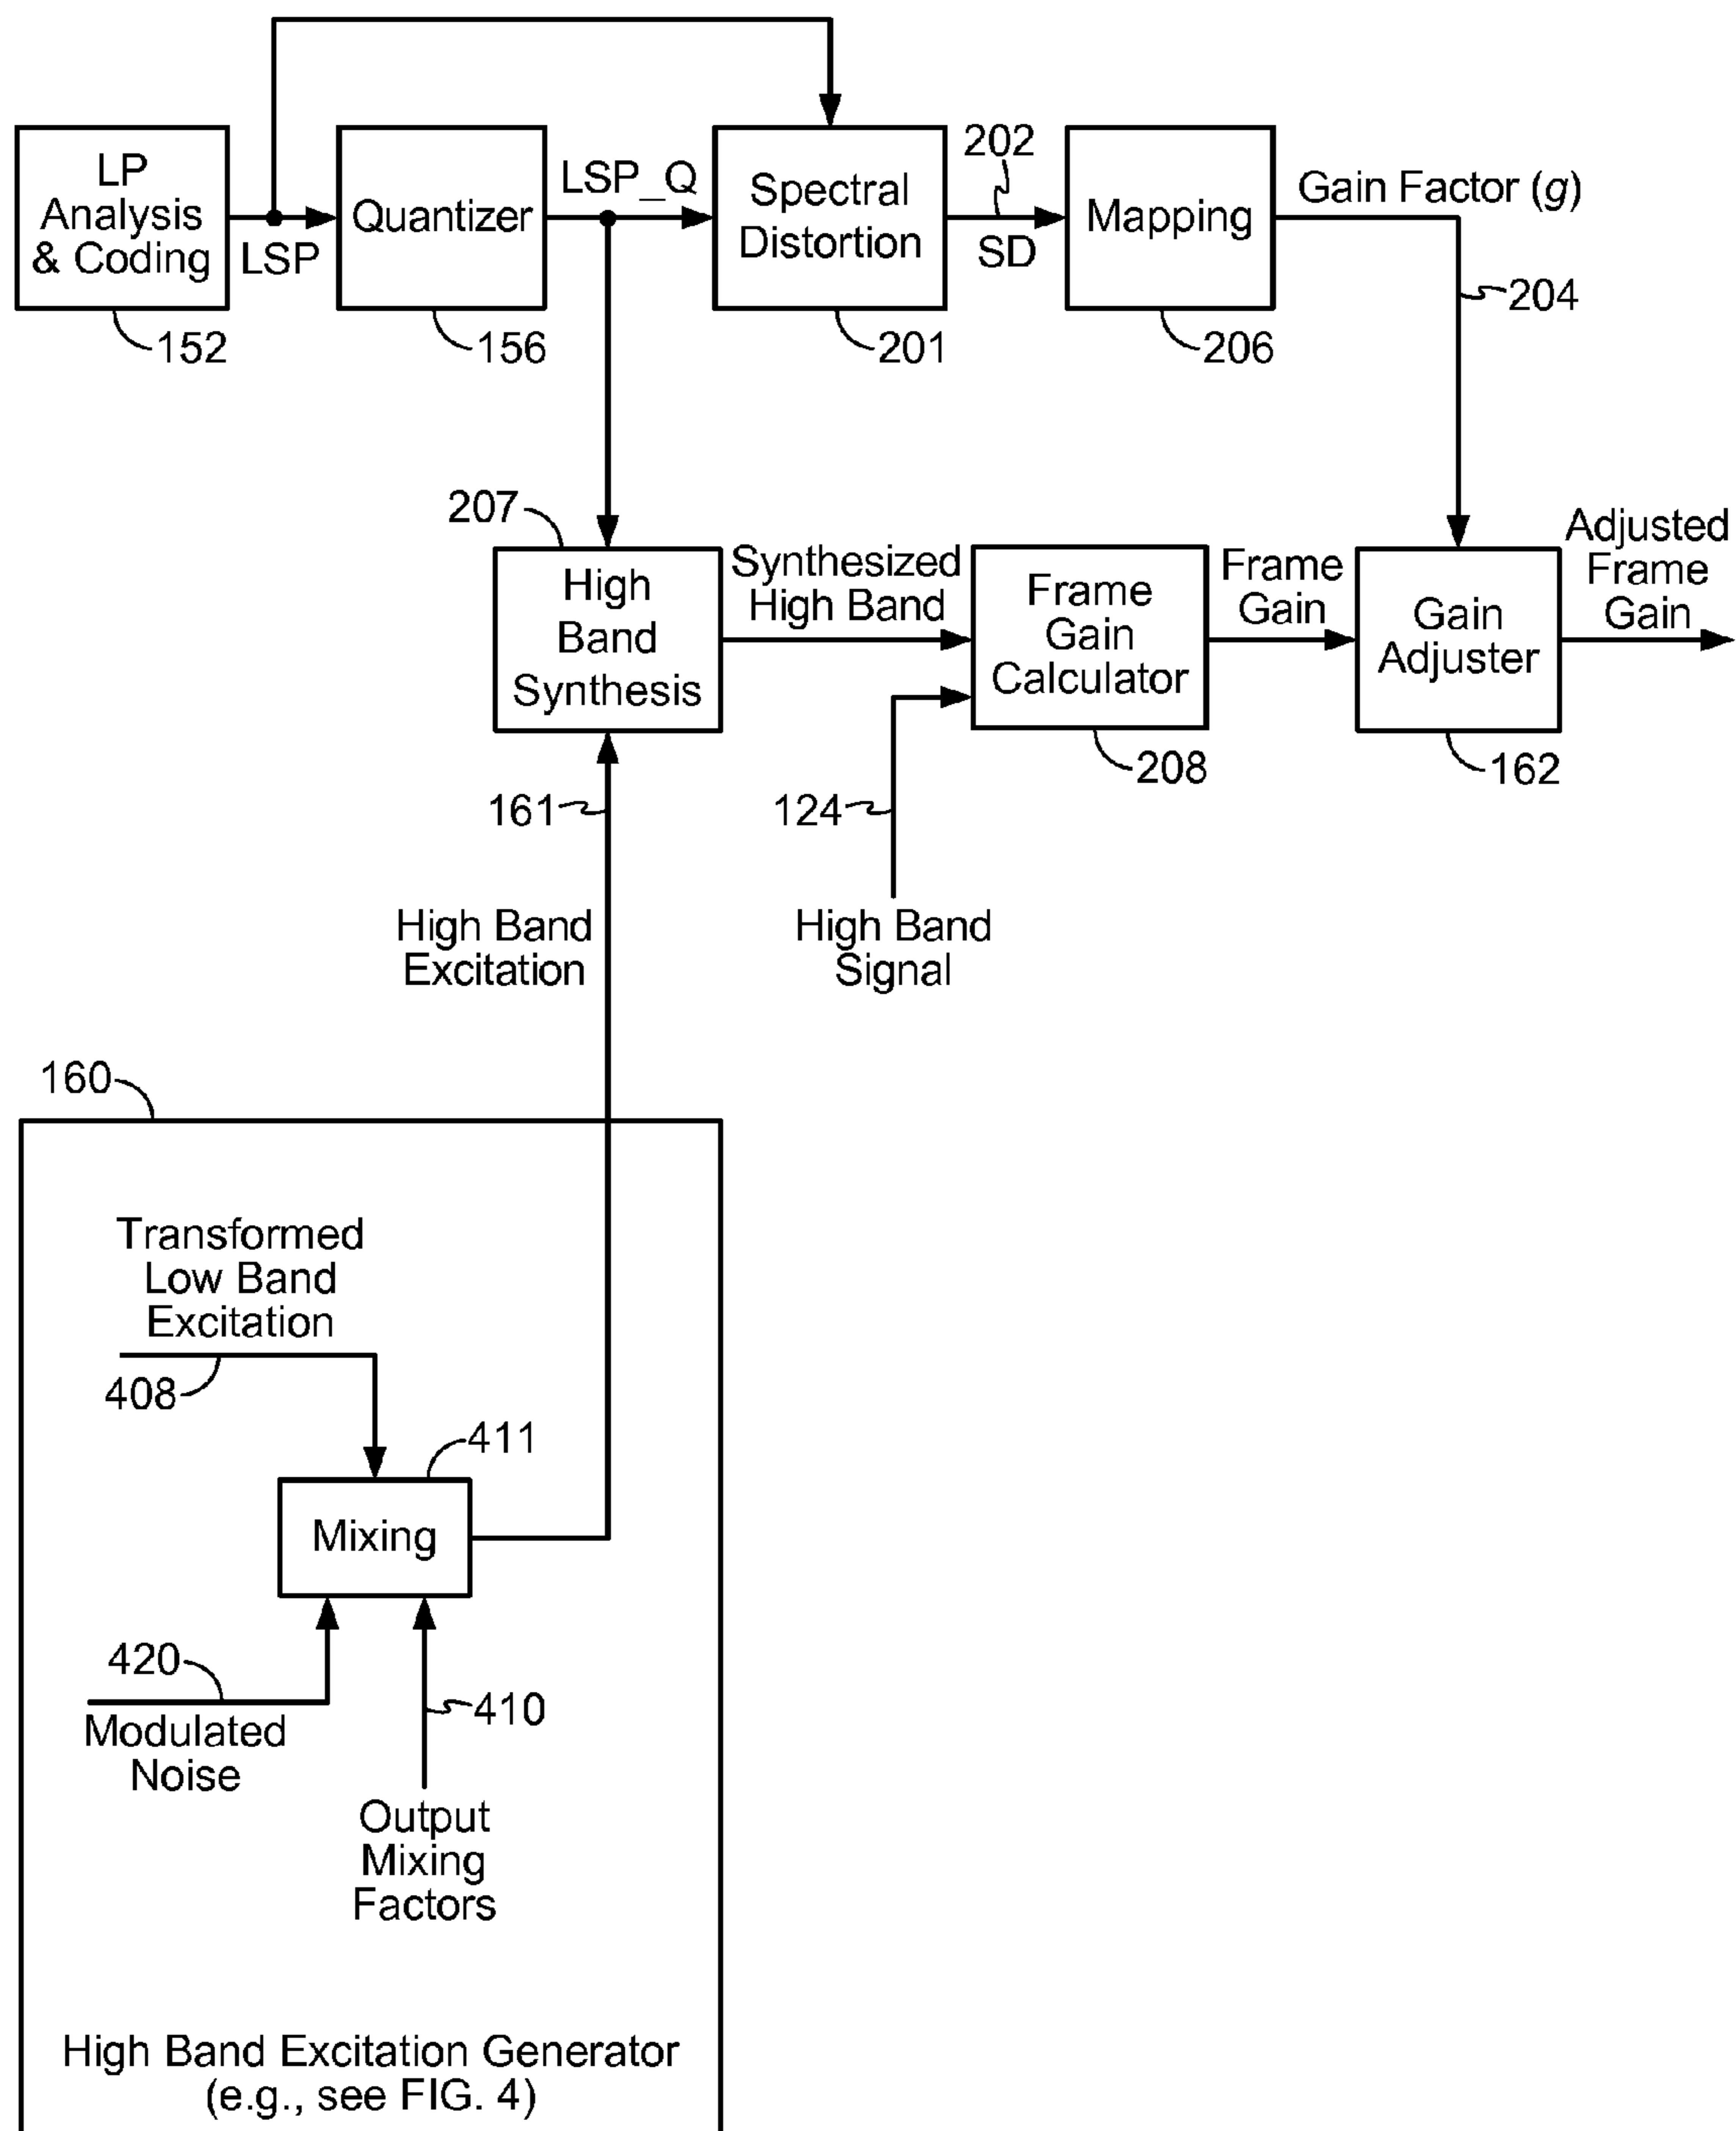 LP
Analysis
& Coding
LSP
152
Quantizer
156
LSP_Q
Spectral
Distortion
201
202
SD
Mapping
206
Gain Factor (g)
204
207
High
Band
Synthesis
Synthesized
High Band
Frame
Gain
Calculator
208
Frame
Gain
Gain
Adjuster
162
Adjusted
Frame
Gain
161
124
High Band
Excitation
High Band
Signal
160
Transformed
Low Band
Excitation
408
411
Mixing
420
Modulated
Noise
410
Output
Mixing
Factors
High Band Excitation Generator
(e.g., see FIG. 4)